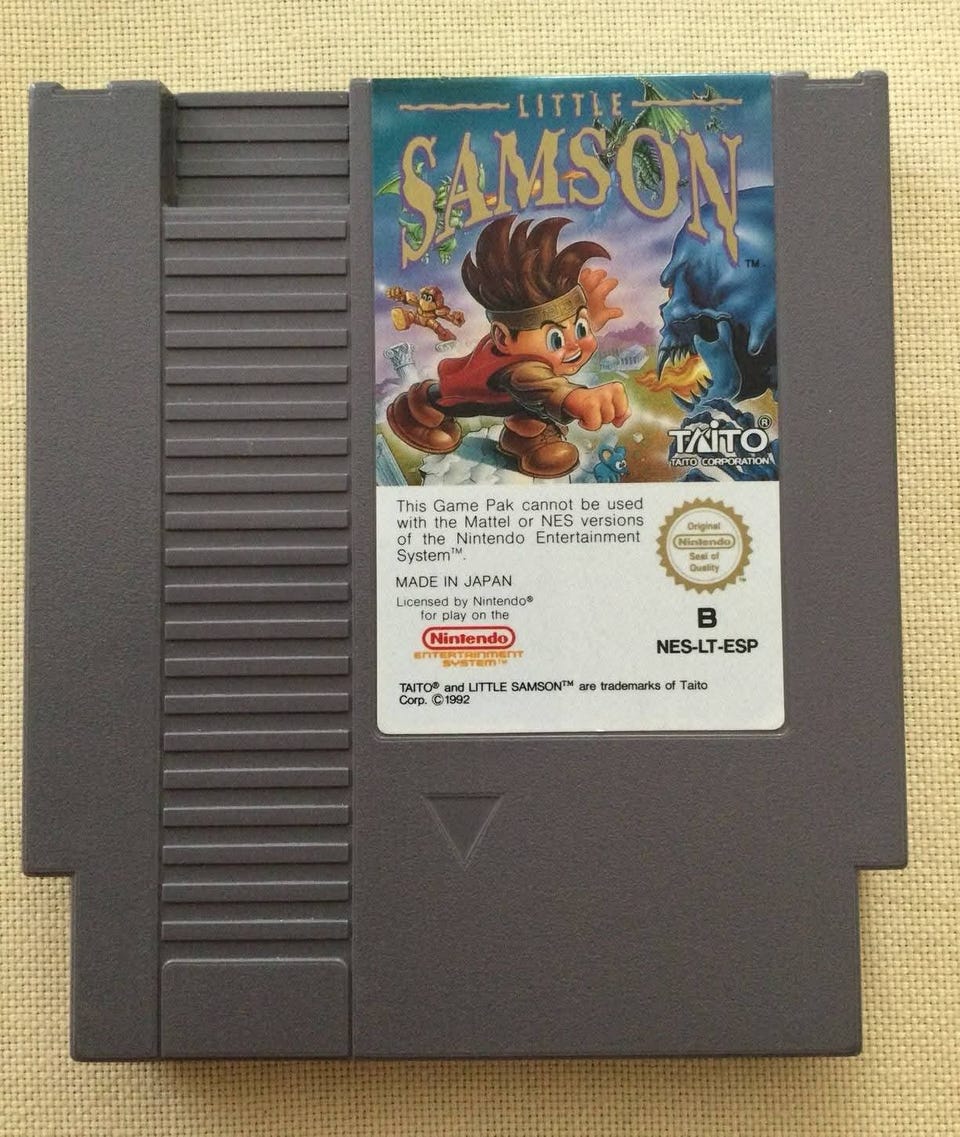 LITTLE
SAMSON
TM
TAITO®
TAITO CORPORATION
This Game Pak cannot be used
with the Mattel or NES versions
of the Nintendo Entertainment
System™.
MADE IN JAPAN
Licensed by Nintendo®
for play on the
Nintendo
ENTERTAINMENT
SYSTEM™
Original
Nintendo
Seal of
Quality
TM
B
NES-LT-ESP
TAITO® and LITTLE SAMSON™ are trademarks of Taito
Corp. ©1992